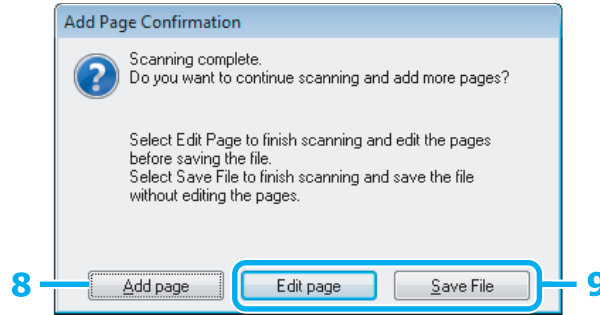 Add Page Confirmation
Scanning complete.
Do you want to continue scanning and add more pages?
Select Edit Page to finish scanning and edit the pages
before saving the file.
Select Save File to finish scanning and save the file
without editing the pages.
8 Add page Edit page Save File 9